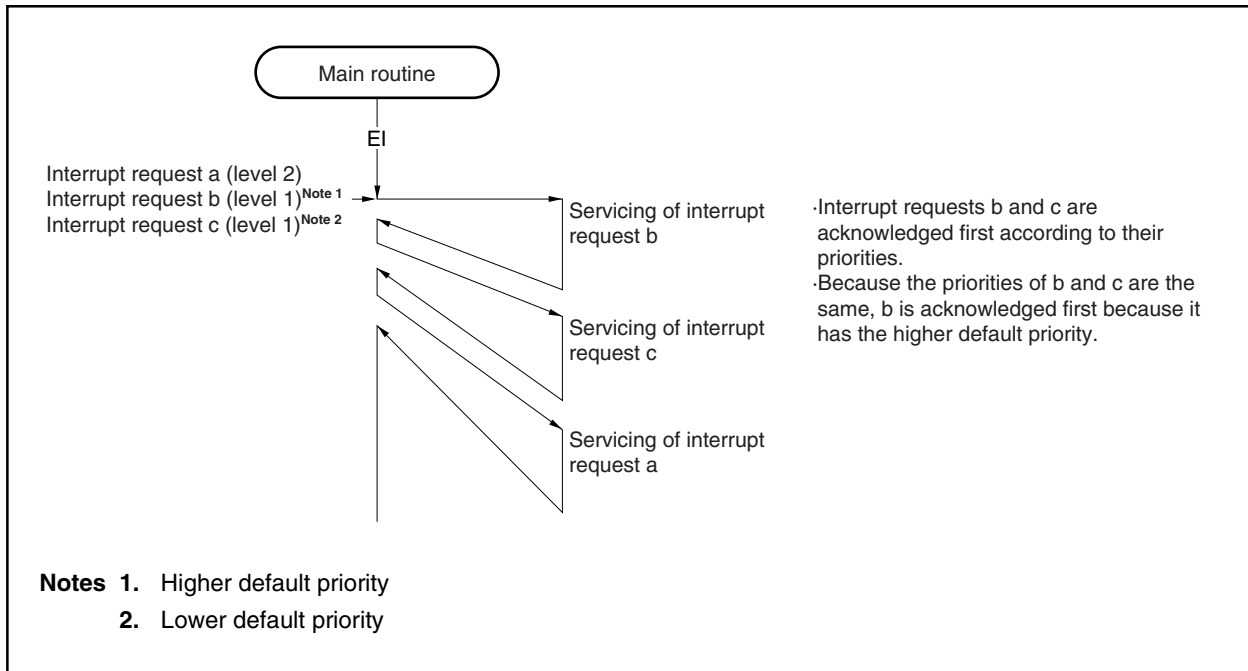 Main routine
EI
Interrupt request a (level 2)
Interrupt request b (level 1)Note 1
Interrupt request c (level 1)Note 2
Servicing of interrupt
request b
·Interrupt requests b and c are
acknowledged first according to their
priorities.
·Because the priorities of b and c are the
same, b is acknowledged first because it
has the higher default priority.
Servicing of interrupt
request c
Servicing of interrupt
request a
Notes 1. Higher default priority
2. Lower default priority